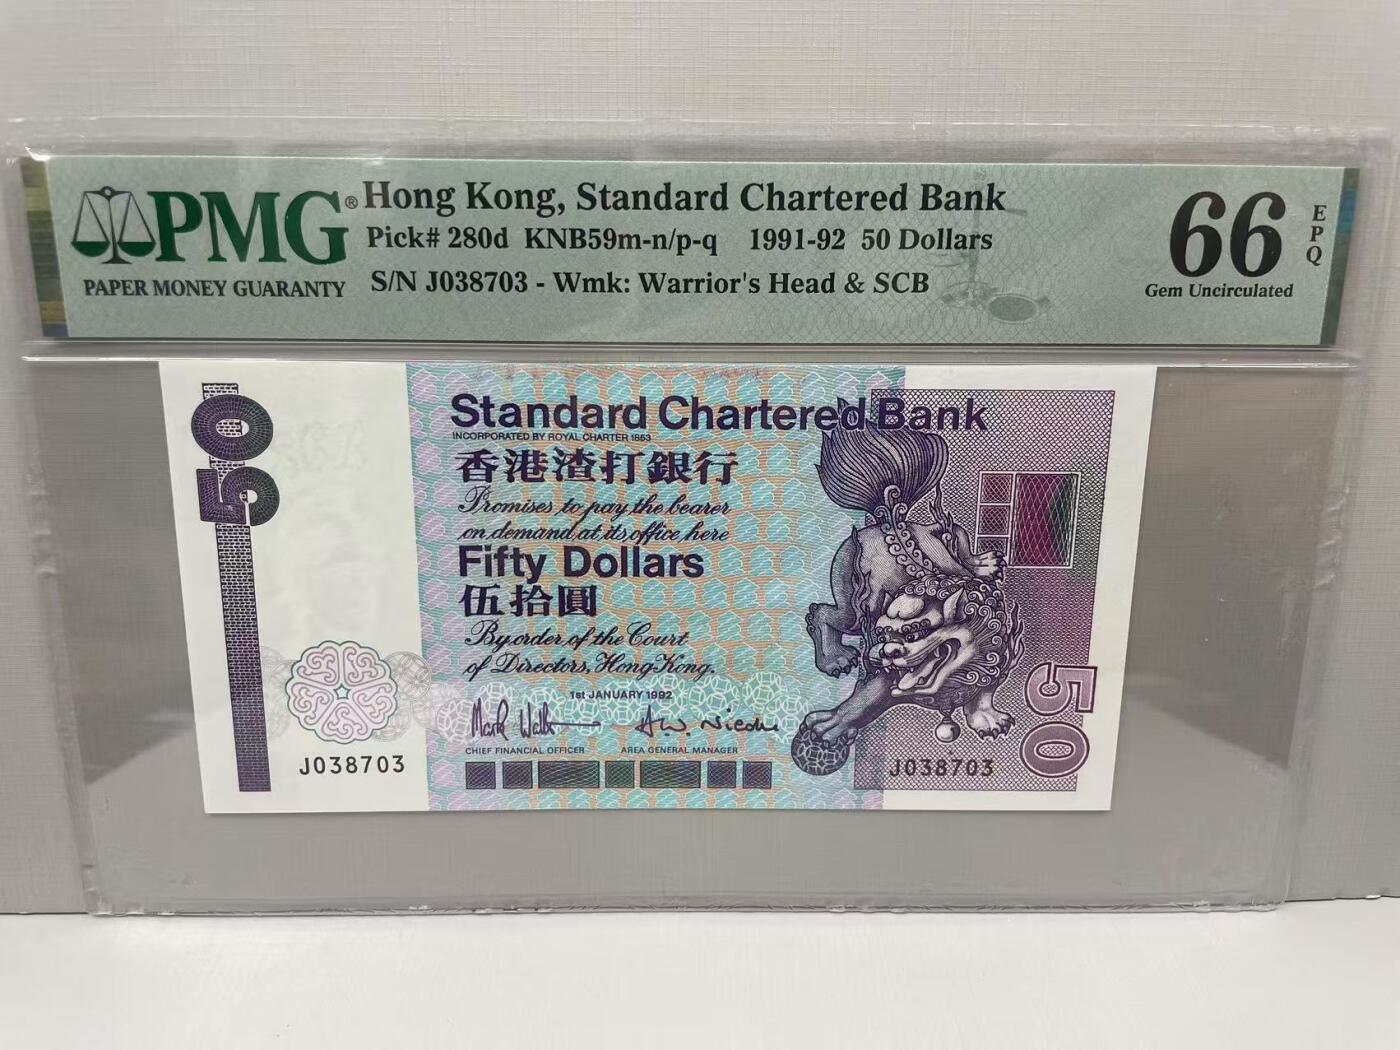 PMG®
PAPER MONEY GUARANTY
Hong Kong, Standard Chartered Bank
Pick# 280d KNB59m-n/p-q 1991-92 50 Dollars
S/N J038703 - Wmk: Warrior's Head & SCB
66
EPQ
Gem Uncirculated
50
Standard Chartered Bank
INCORPORATED BY ROYAL CHARTER 1853
香港渣打銀行
Promises to pay the bearer
on demand at its office here
Fifty Dollars
伍拾圓
By order of the Court
of Directors, Hong Kong.
1st JANUARY 1992
CHIEF FINANCIAL OFFICER
AREA GENERAL MANAGER
J038703
J038703
50